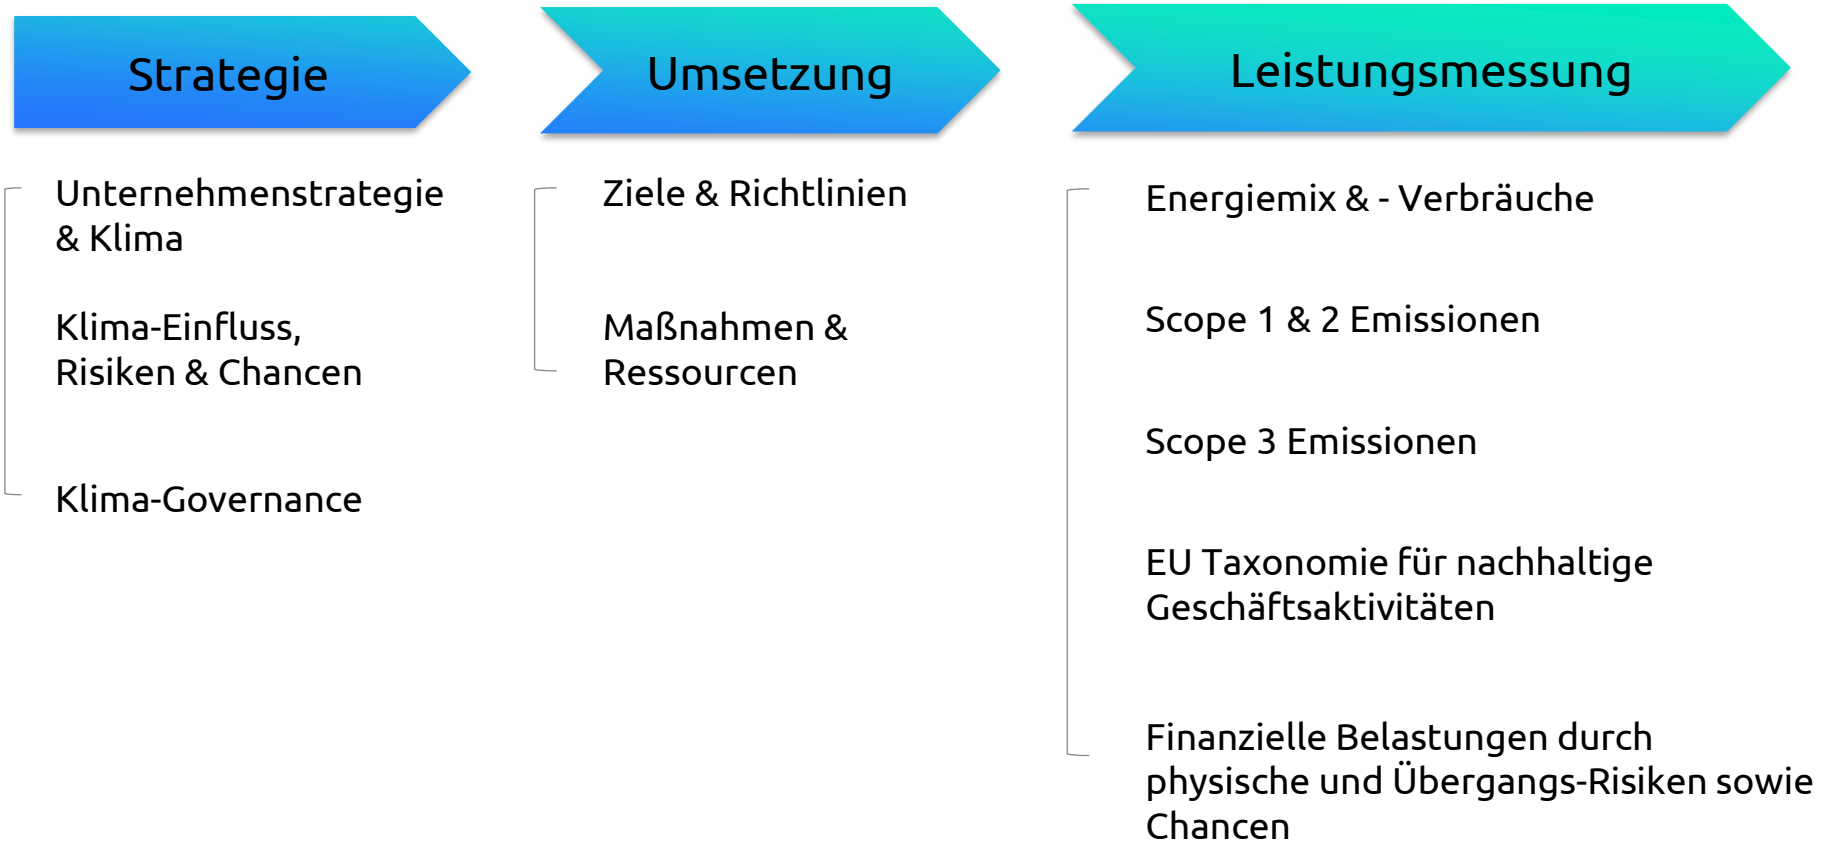 Strategie
Unternehmenstrategie
& Klima
Klima-Einfluss,
Risiken & Chancen
Klima-Governance
Umsetzung
Ziele & Richtlinien
Maßnahmen &
Ressourcen
Leistungsmessung
Energiemix & - Verbräuche
Scope 1 & 2 Emissionen
Scope 3 Emissionen
EU Taxonomie für nachhaltige
Geschäftsaktivitäten
Finanzielle Belastungen durch
physische und Übergangs-Risiken sowie
Chancen